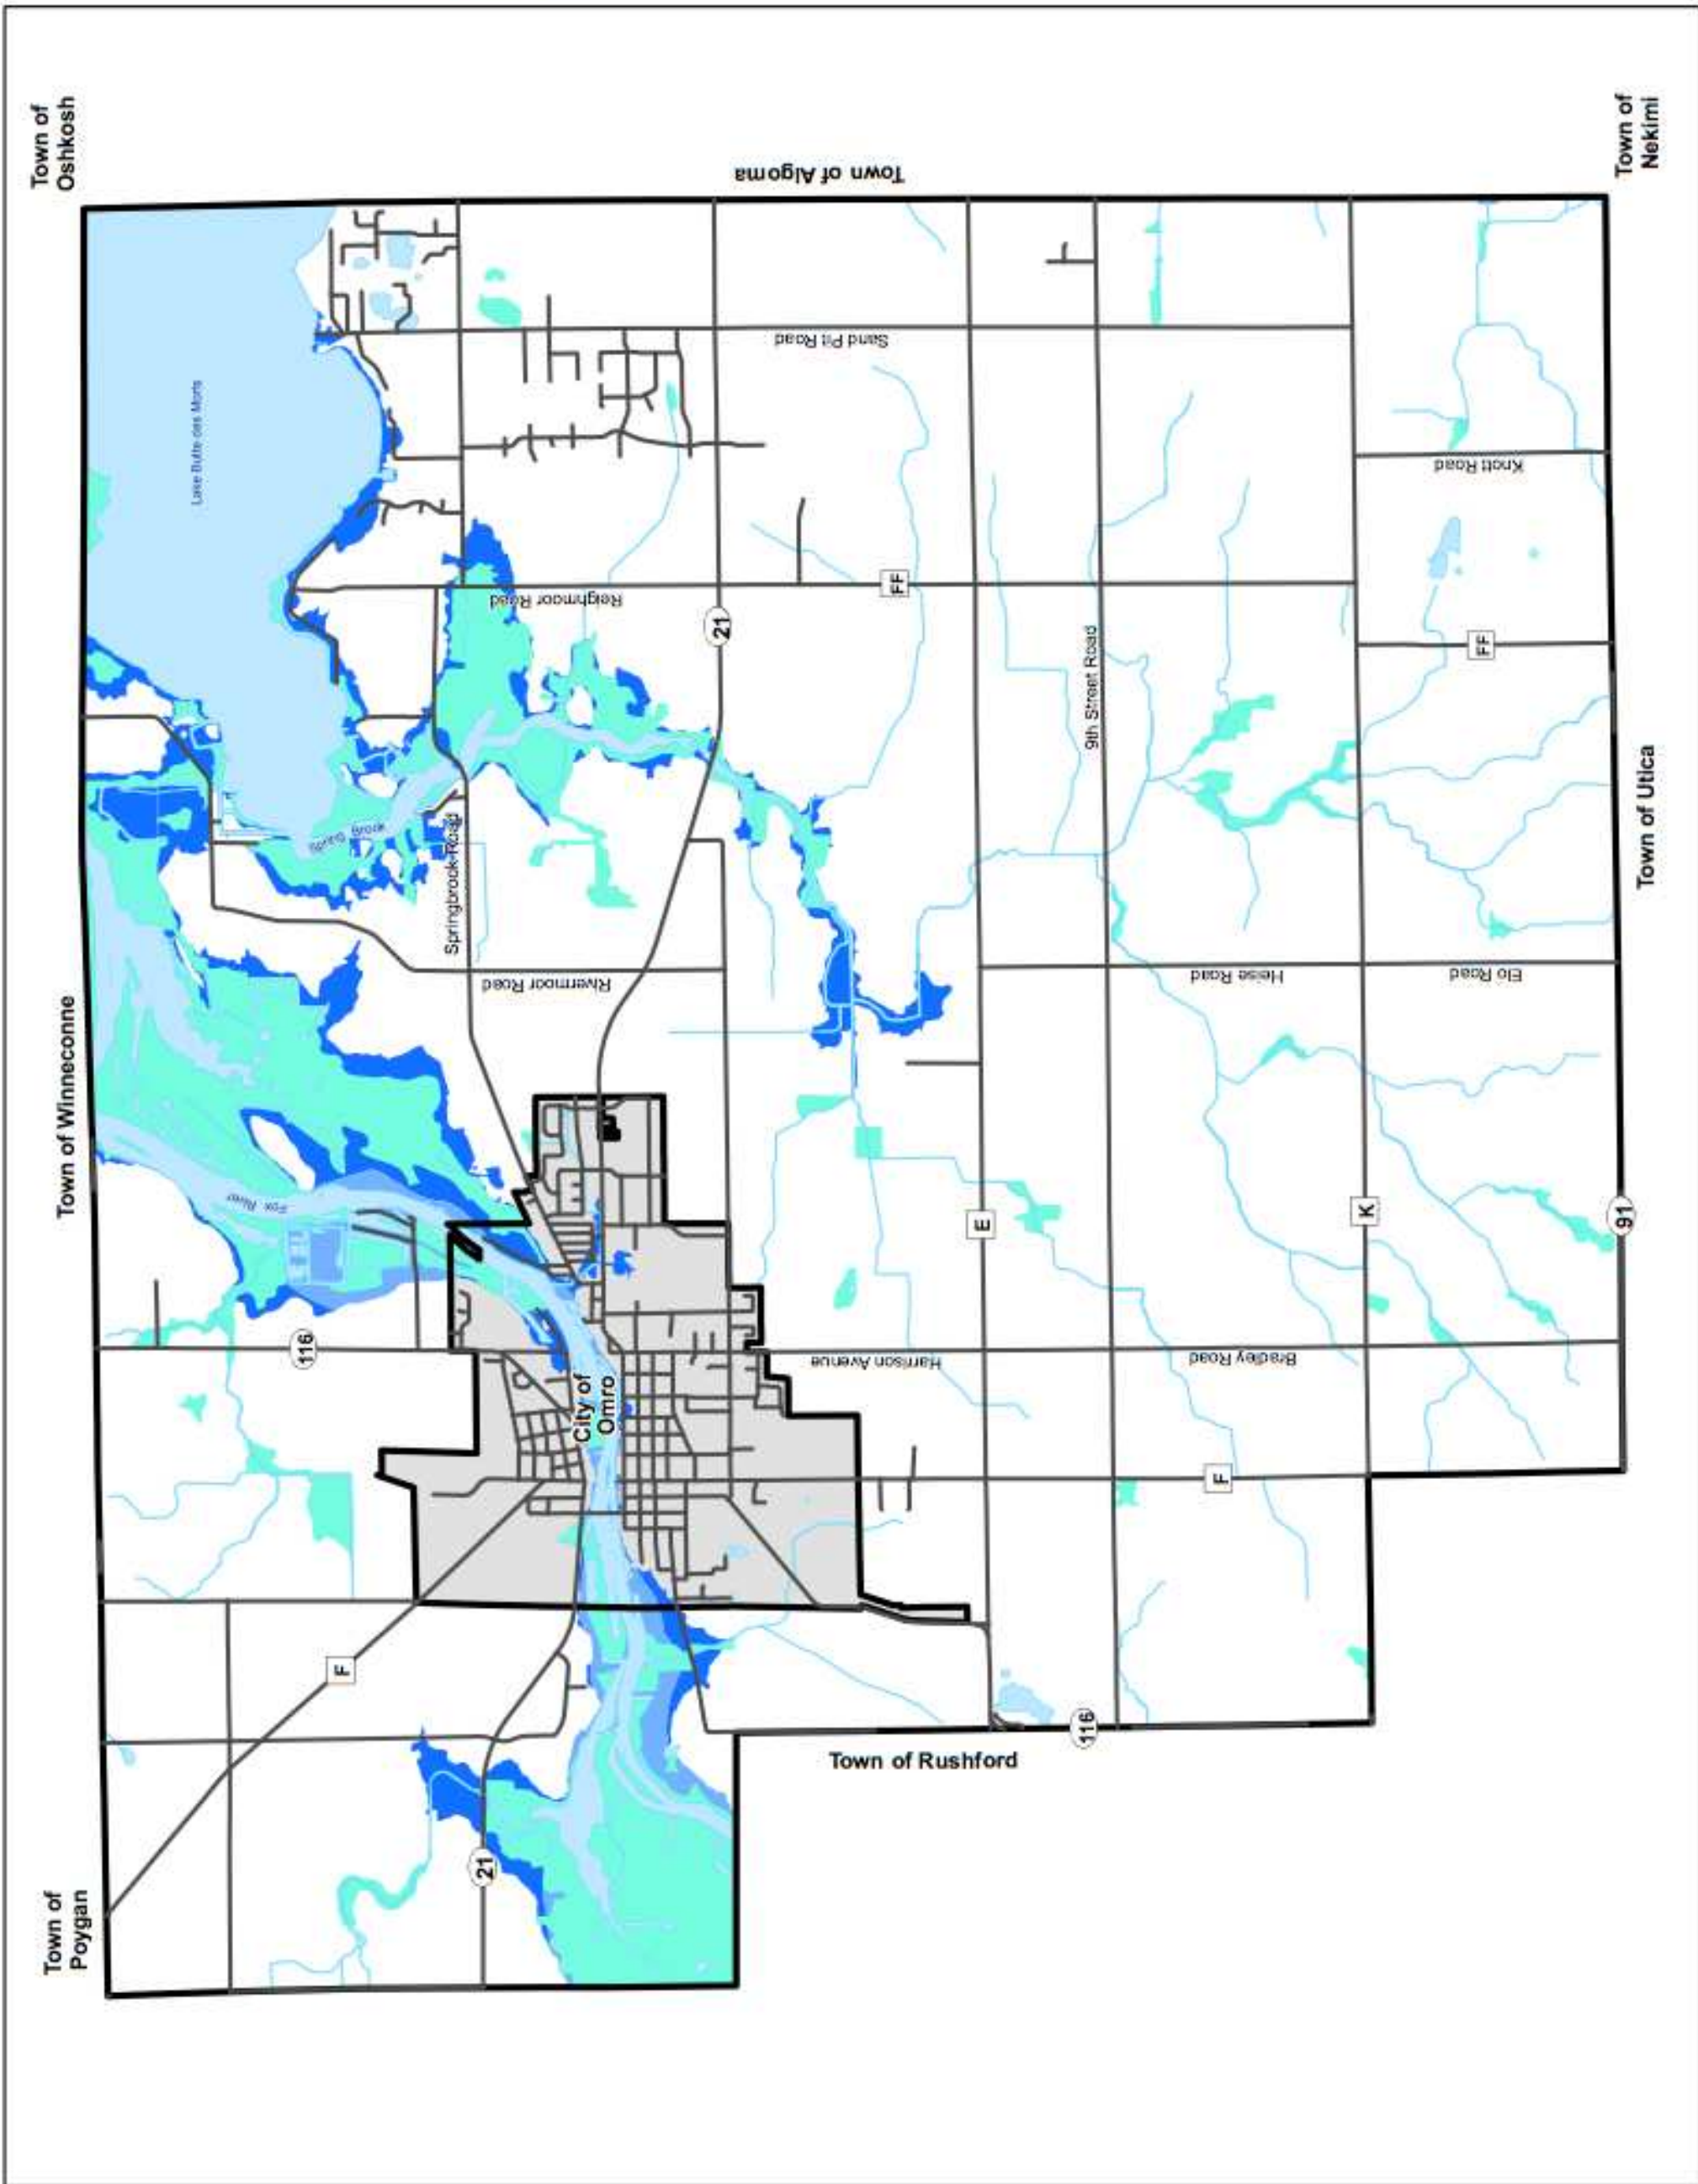 Town of
Poygan
Town of Winneconne
Town of
Oshkosh
Lake Butte des Morts
Fox River
Spring Brook
116
F
21
City of
Omro
Springbrook Road
Rivermoor Road
Reighmoor Road
21
Sand Pit Road
Town of Algoma
Harrison Avenue
FF
E
Town of Rushford
116
9th Street Road
F
Bradley Road
Heise Road
K
Elo Road
FF
Knott Road
91
Town of Utica
Town of
Nekimi